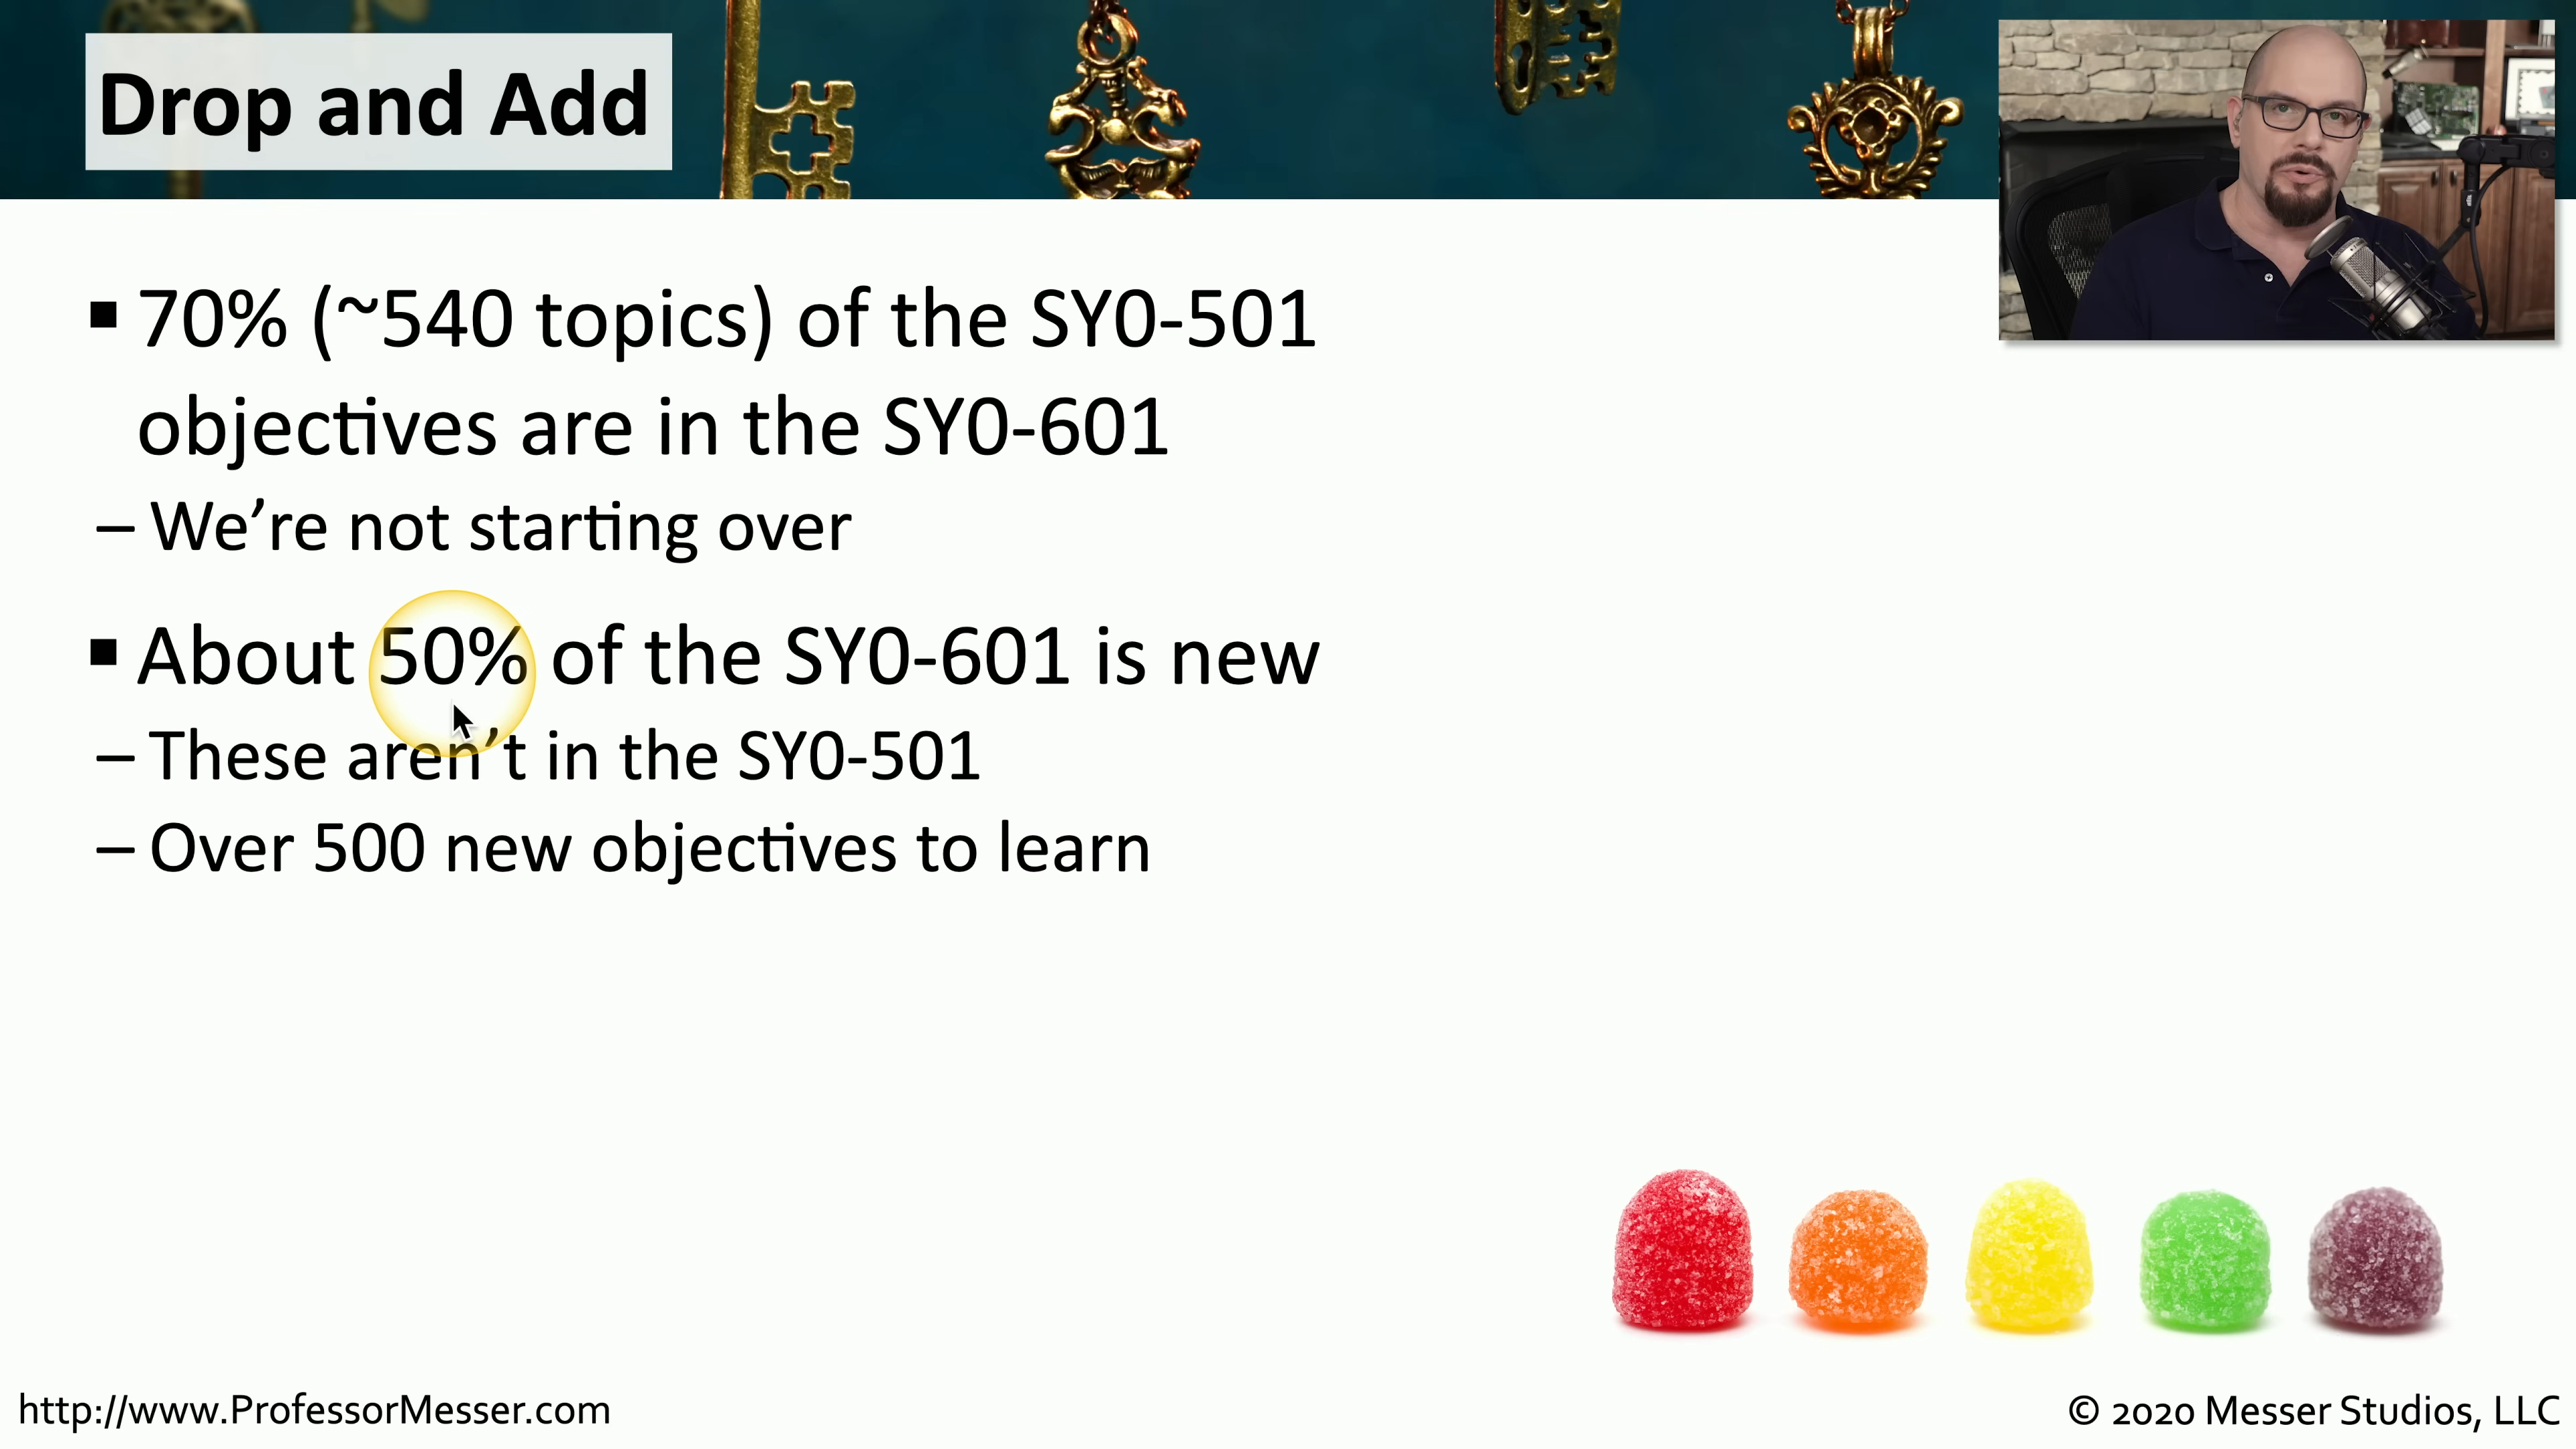 Drop and Add
▪ 70% (~540 topics) of the SY0-501
objectives are in the SY0-601
– We’re not starting over
▪ About 50% of the SY0-601 is new
– These aren’t in the SY0-501
– Over 500 new objectives to learn
http://www.ProfessorMesser.com
© 2020 Messer Studios, LLC